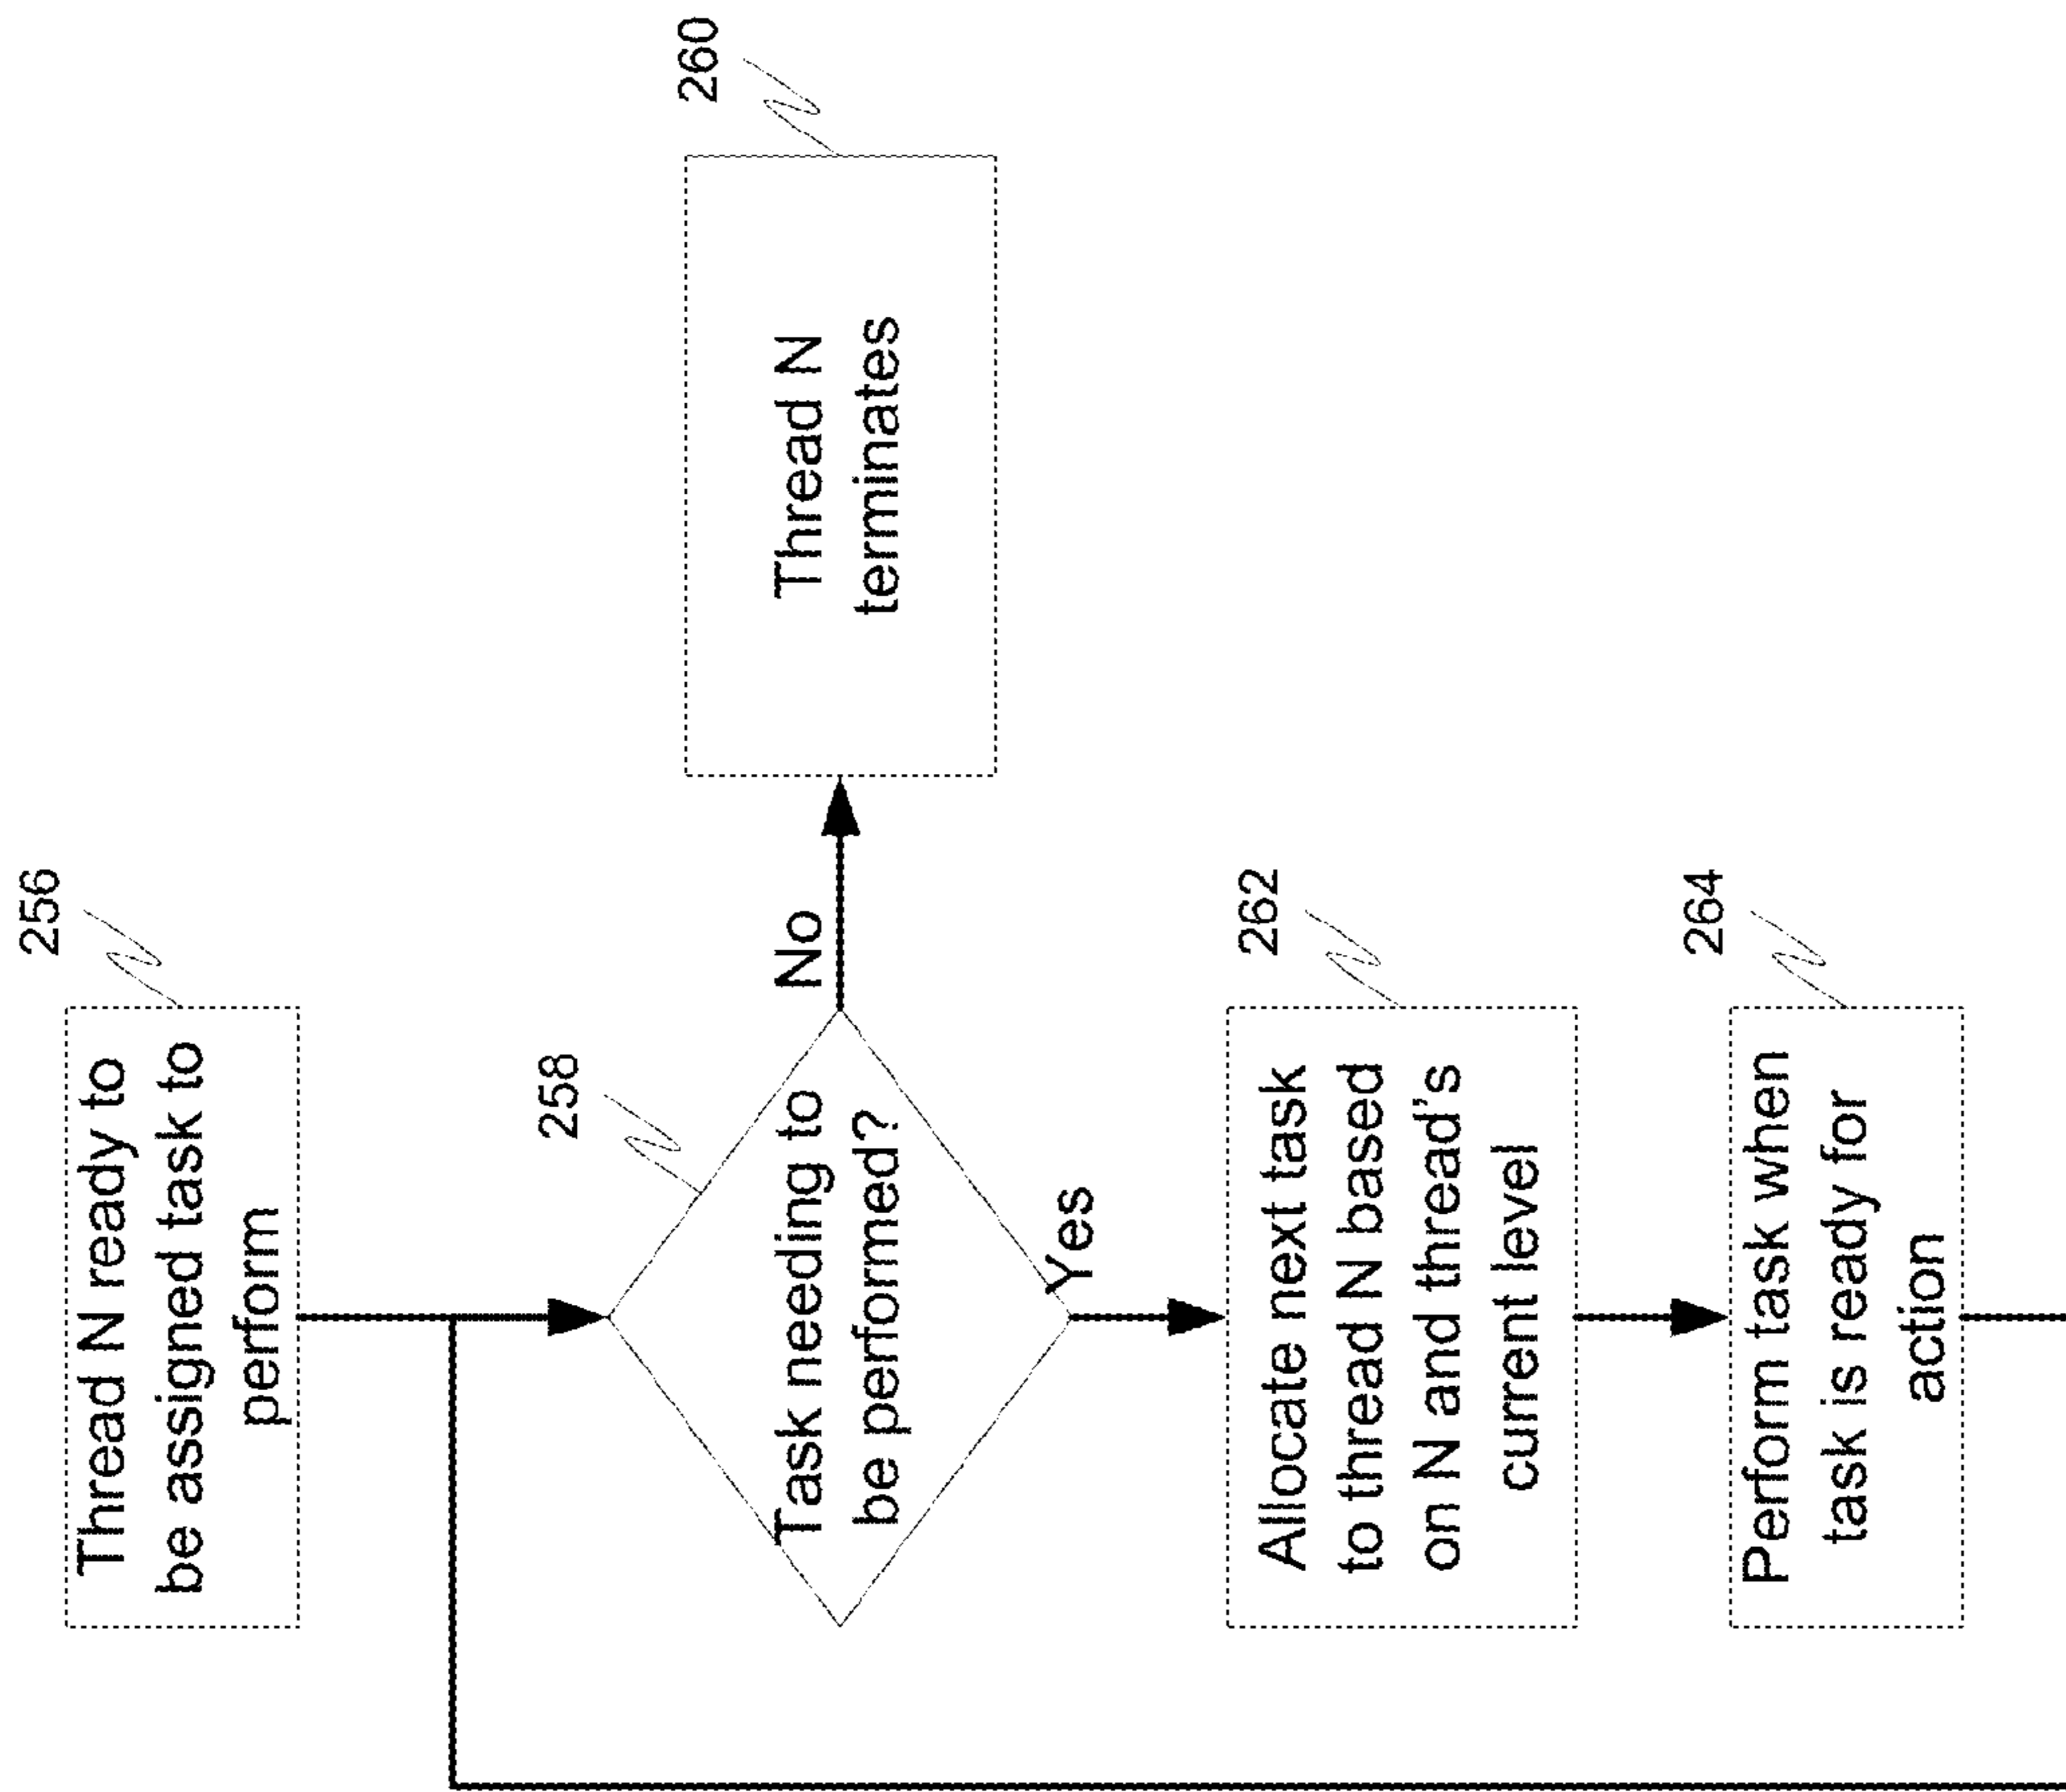 256
Thread N ready to
be assigned task to
perform
258
Task needing to
be performed?
No
260
Thread N
terminates
Yes
262
Allocate next task
to thread N based
on N and thread's
current level
264
Perform task when
task is ready for
action